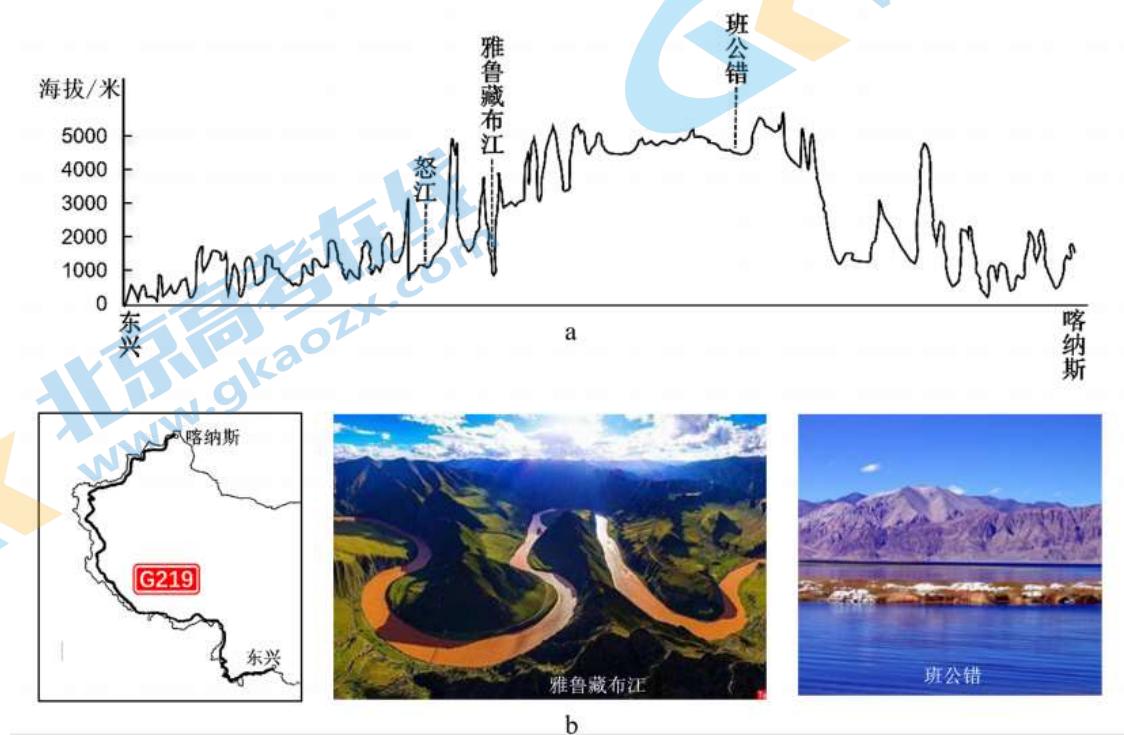 海拔/米
5000
4000
3000
2000
1000
0
怒江
雅鲁藏布江
班公错
东兴
喀纳斯
a
北京高考在线
www.gkaozx.com
喀纳斯
G219
东兴
雅鲁藏布江
班公错
b